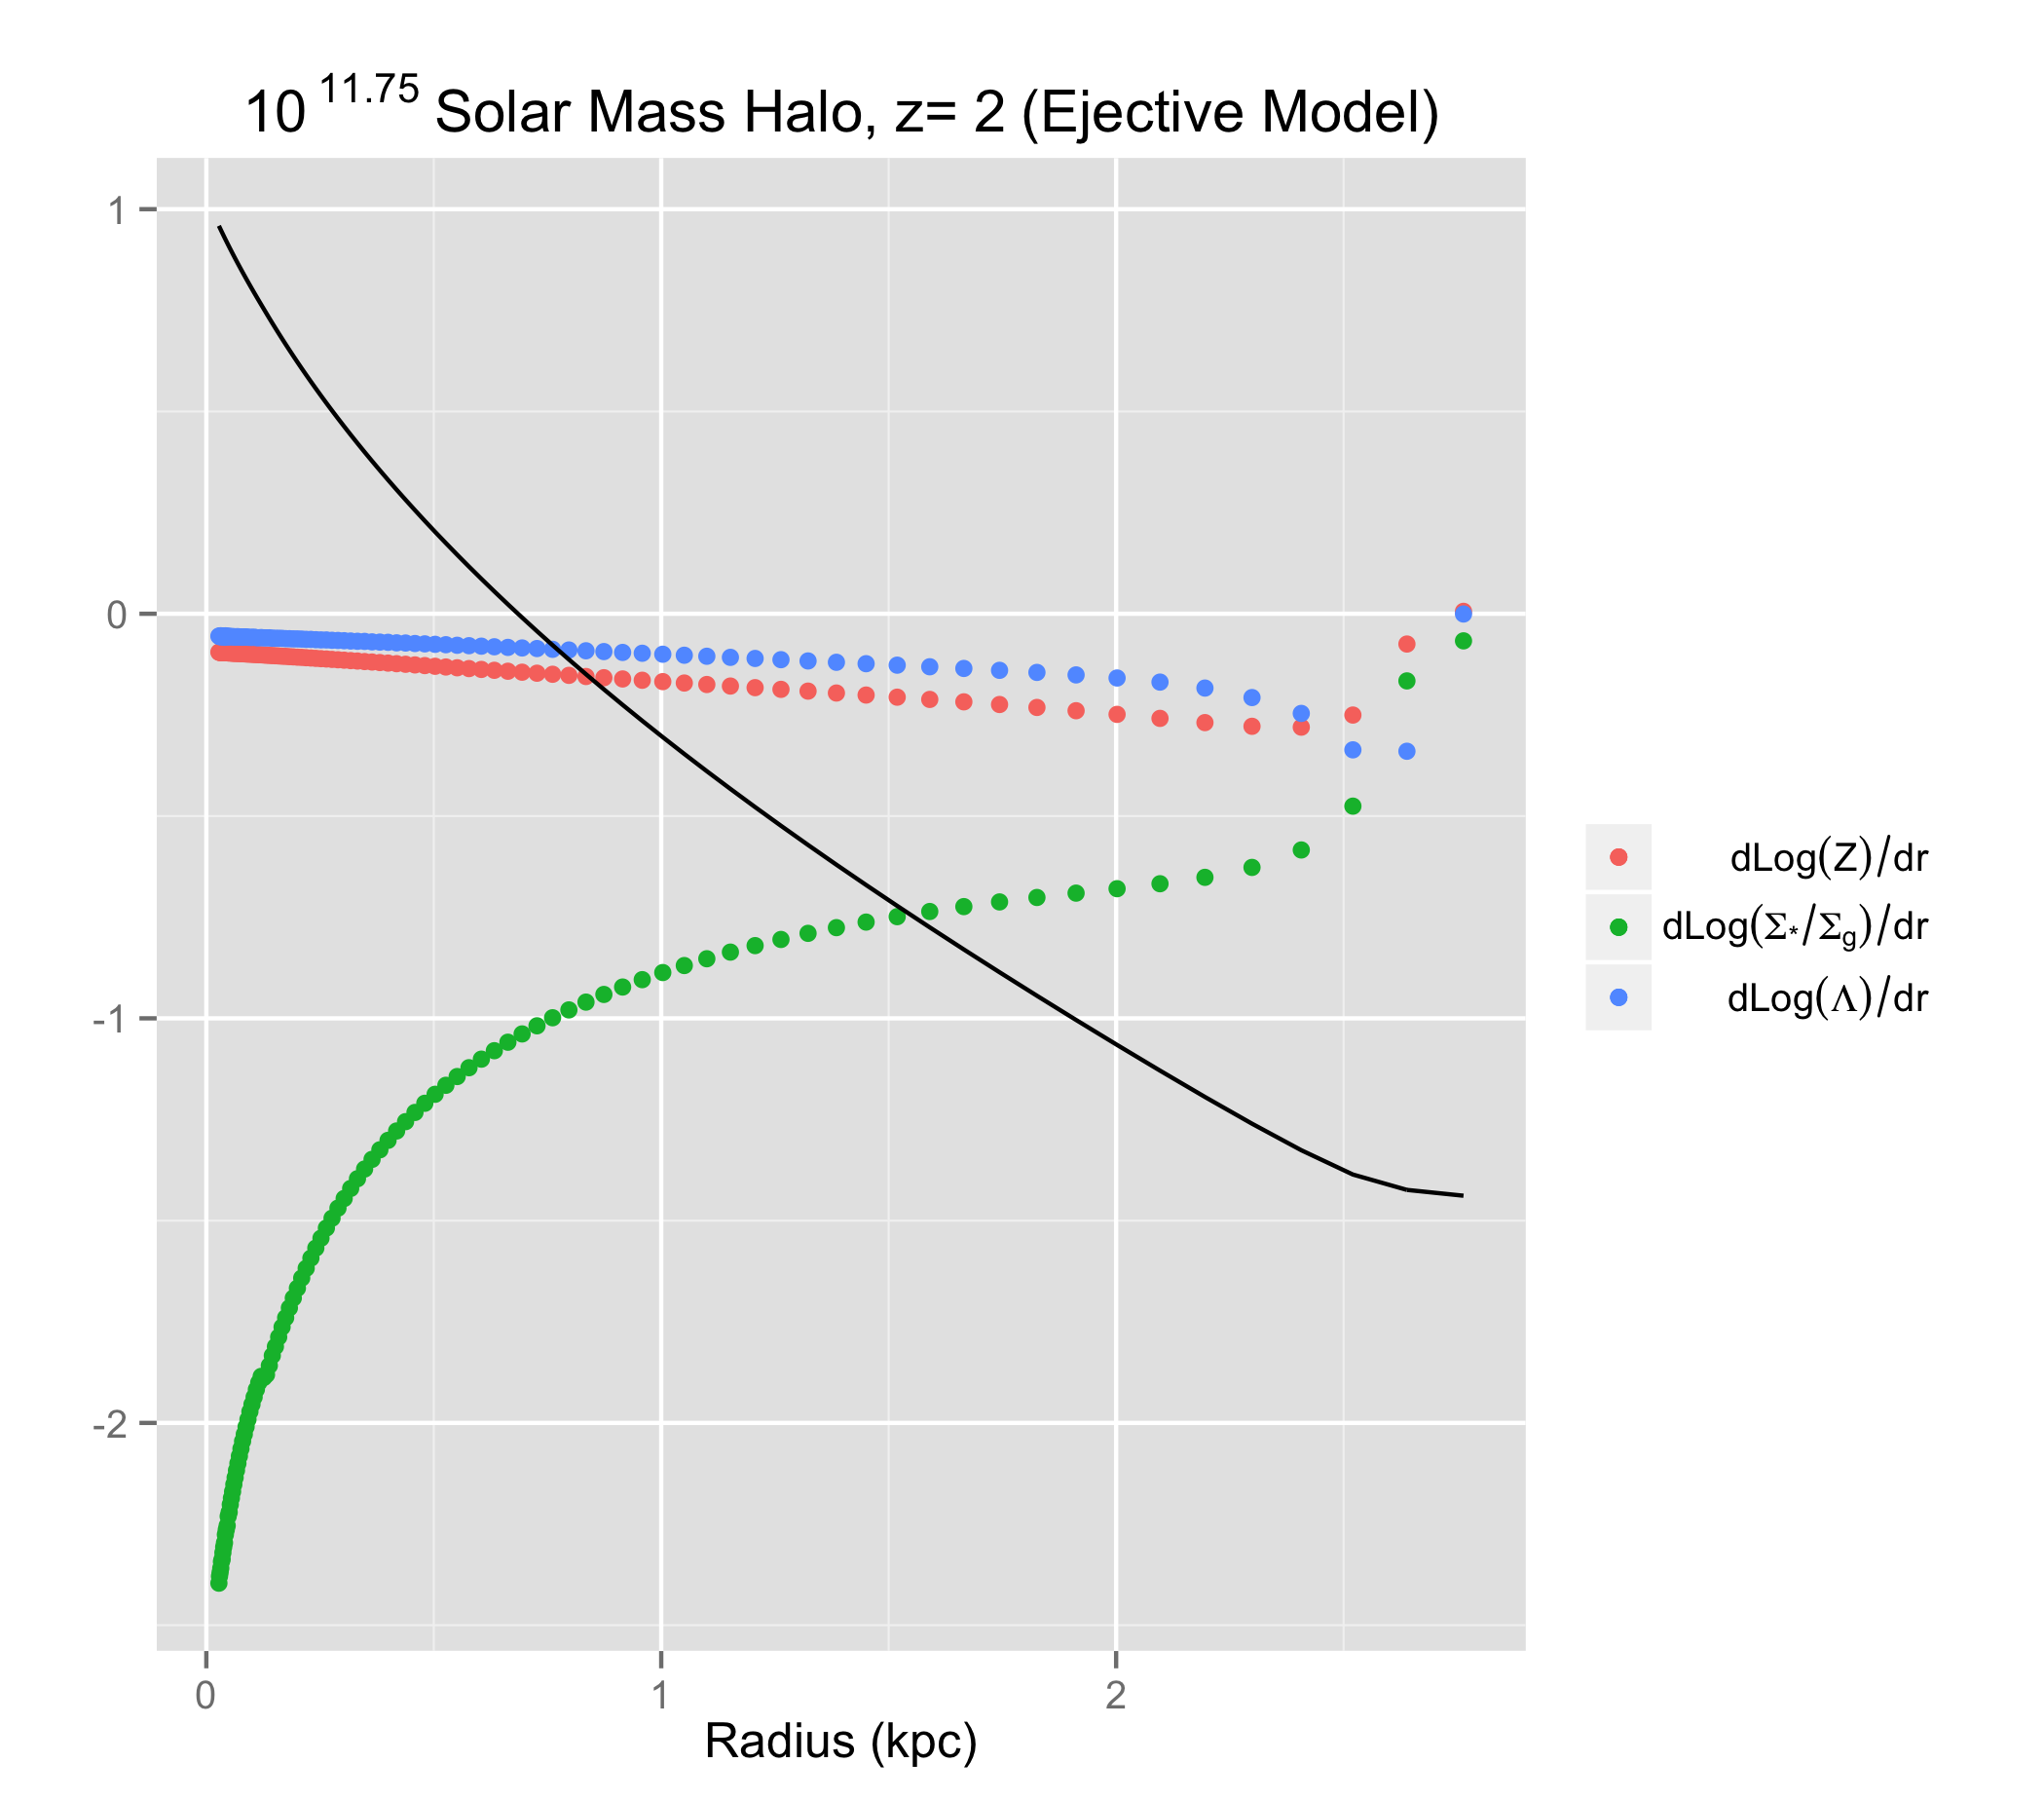 10^11.75 Solar Mass Halo, z= 2 (Ejective Model)
1
0
-1
-2
0 1 2
Radius (kpc)
dLog(Z)/dr
dLog(Σ*/Σg)/dr
dLog(Λ)/dr